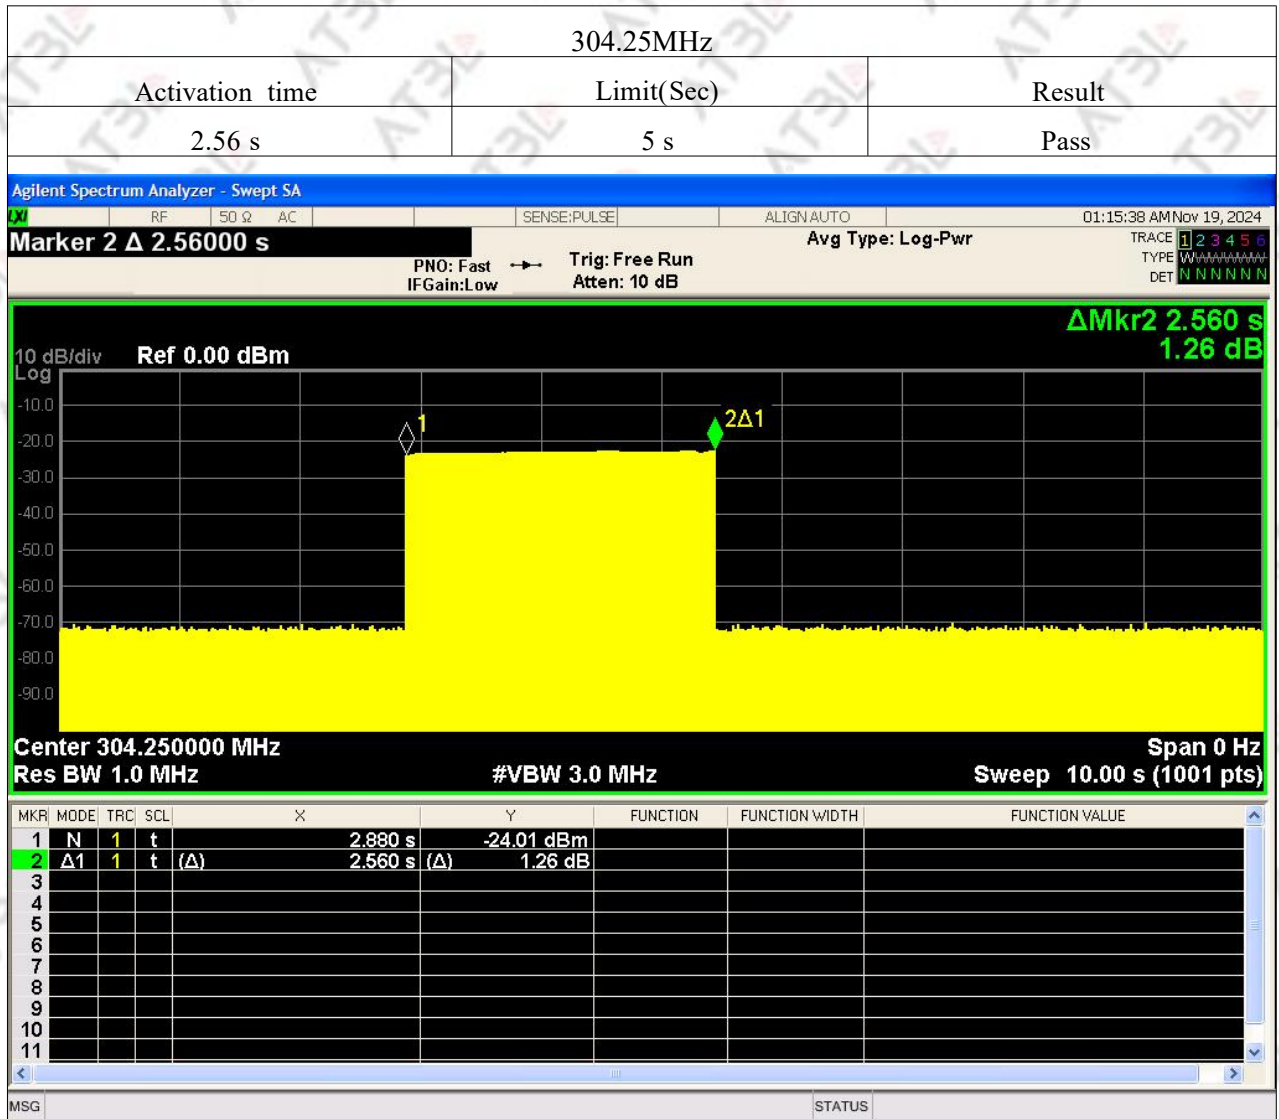 304.25MHz
Activation time Limit(Sec) Result
2.56 s 5 s Pass
Agilent Spectrum Analyzer - Swept SA
LXI RF 50 Ω AC SENSE:PULSE ALIGNAUTO 01:15:38 AM Nov 19, 2024
Marker 2 Δ 2.56000 s
PNO: Fast
IFGain:Low
Trig: Free Run
Atten: 10 dB
Avg Type: Log-Pwr
TRACE 1 2 3 4 5 6
TYPE WWWWWW
DET N N N N N N
ΔMkr2 2.560 s
1.26 dB
10 dB/div Ref 0.00 dBm
Log
-10.0
-20.0
-30.0
-40.0
-50.0
-60.0
-70.0
-80.0
-90.0
1
2Δ1
Center 304.250000 MHz Span 0 Hz
Res BW 1.0 MHz #VBW 3.0 MHz Sweep 10.00 s (1001 pts)
MKR MODE TRC SCL X Y FUNCTION FUNCTION WIDTH FUNCTION VALUE
1 N 1 t 2.880 s -24.01 dBm
2 Δ1 1 t (Δ) 2.560 s (Δ) 1.26 dB
3
4
5
6
7
8
9
10
11
MSG STATUS